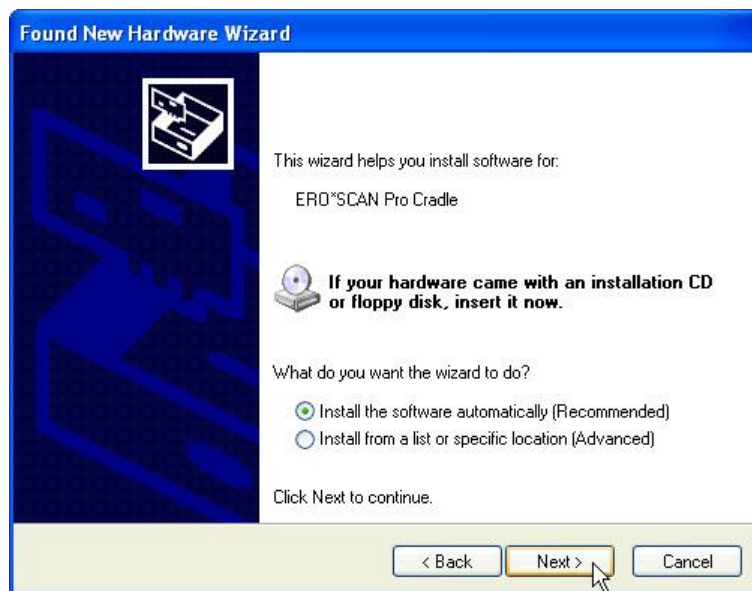 Found New Hardware Wizard
This wizard helps you install software for:
ERO*SCAN Pro Cradle
If your hardware came with an installation CD
or floppy disk, insert it now.
What do you want the wizard to do?
Install the software automatically (Recommended)
Install from a list or specific location (Advanced)
Click Next to continue.
< Back Next > Cancel